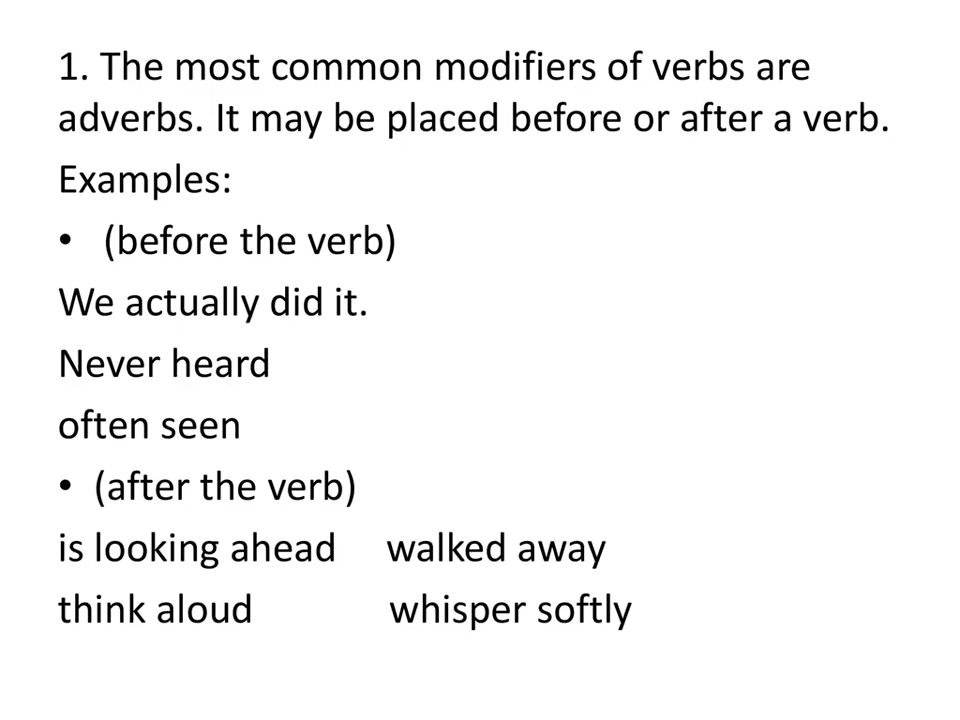 1. The most common modifiers of verbs are
adverbs. It may be placed before or after a verb.
Examples:
• (before the verb)
We actually did it.
Never heard
often seen
• (after the verb)
is looking ahead walked away
think aloud whisper softly